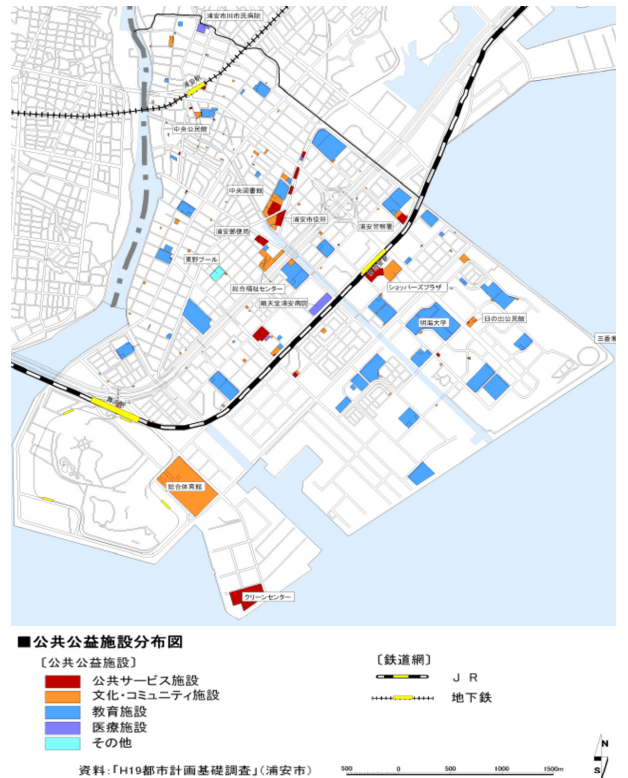 浦安市川市民病院
浦安駅
中央公民館
中央図書館
浦安市役所
浦安警察署
浦安郵便局
東野プール
総合福祉センター
ショッパーズプラザ
順天堂浦安病院
明海大学
日の出公民館
三番瀬
総合体育館
クリーンセンター
■公共公益施設分布図
〔公共公益施設〕
公共サービス施設
文化・コミュニティ施設
教育施設
医療施設
その他
〔鉄道網〕
ＪＲ
地下鉄
資料:「H19都市計画基礎調査」(浦安市)
500 0 500 1000 1500m
N
S